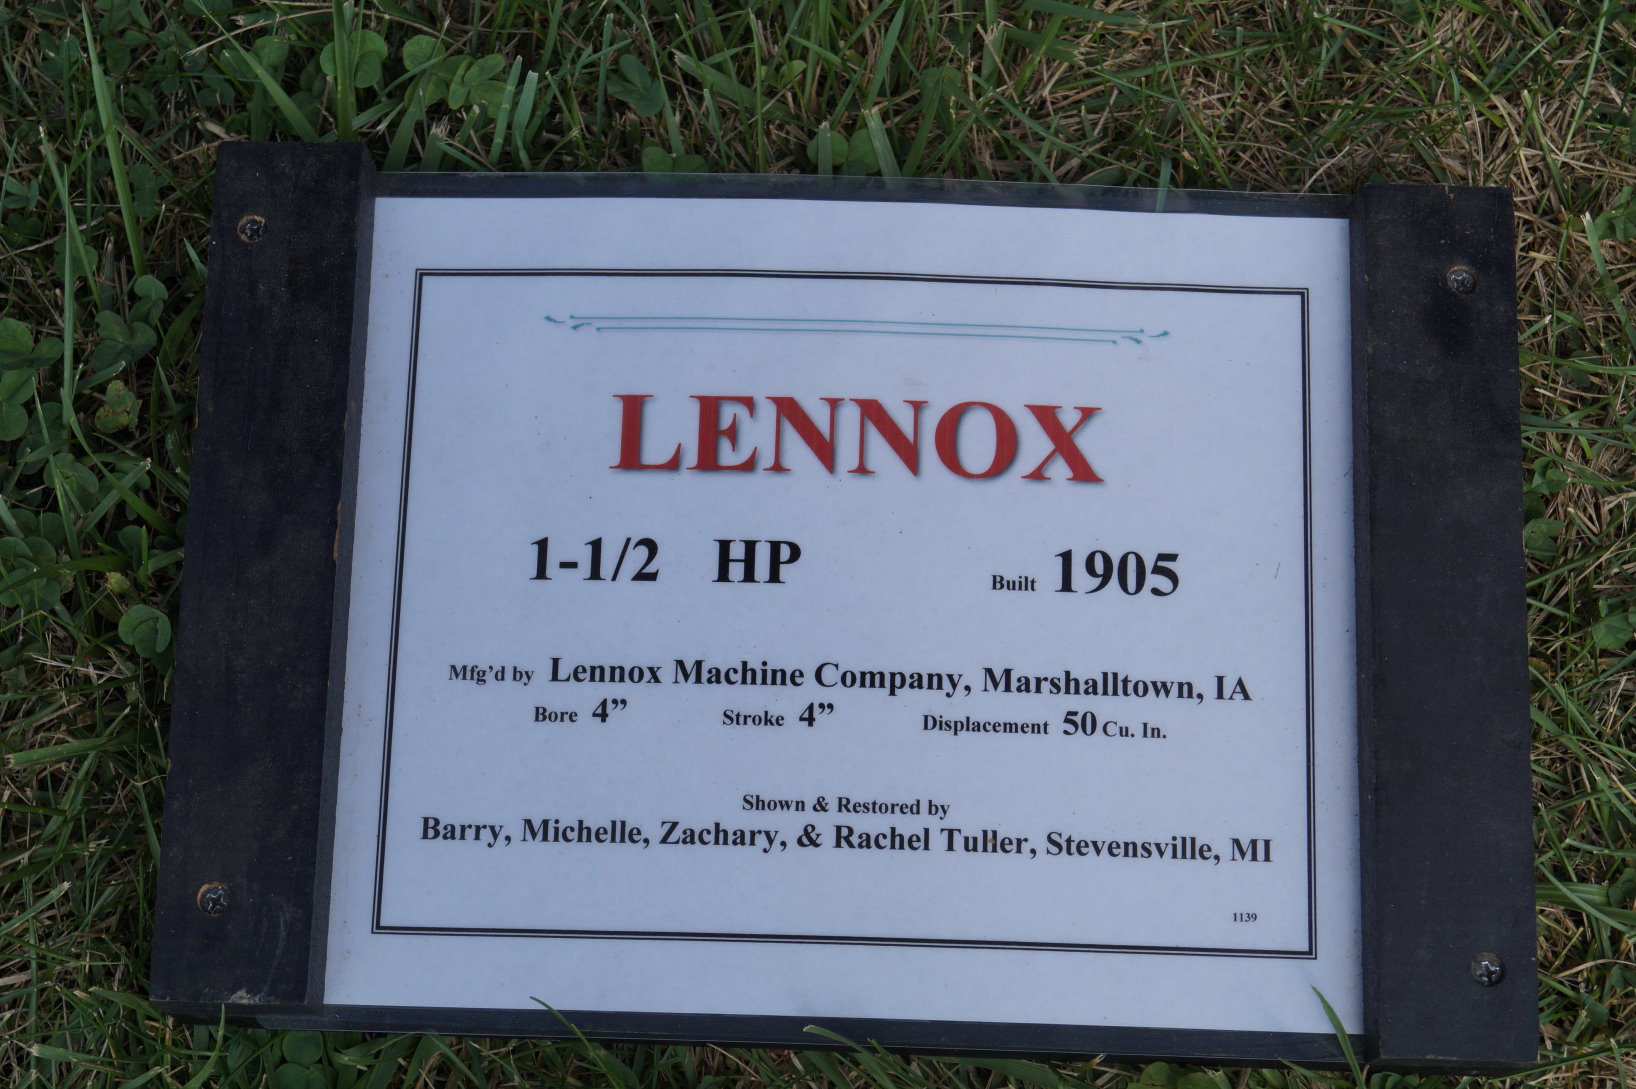 LENNOX
1-1/2 HP Built 1905
Mfg’d by Lennox Machine Company, Marshalltown, IA
Bore 4” Stroke 4” Displacement 50 Cu. In.
Shown & Restored by
Barry, Michelle, Zachary, & Rachel Tuller, Stevensville, MI
1139